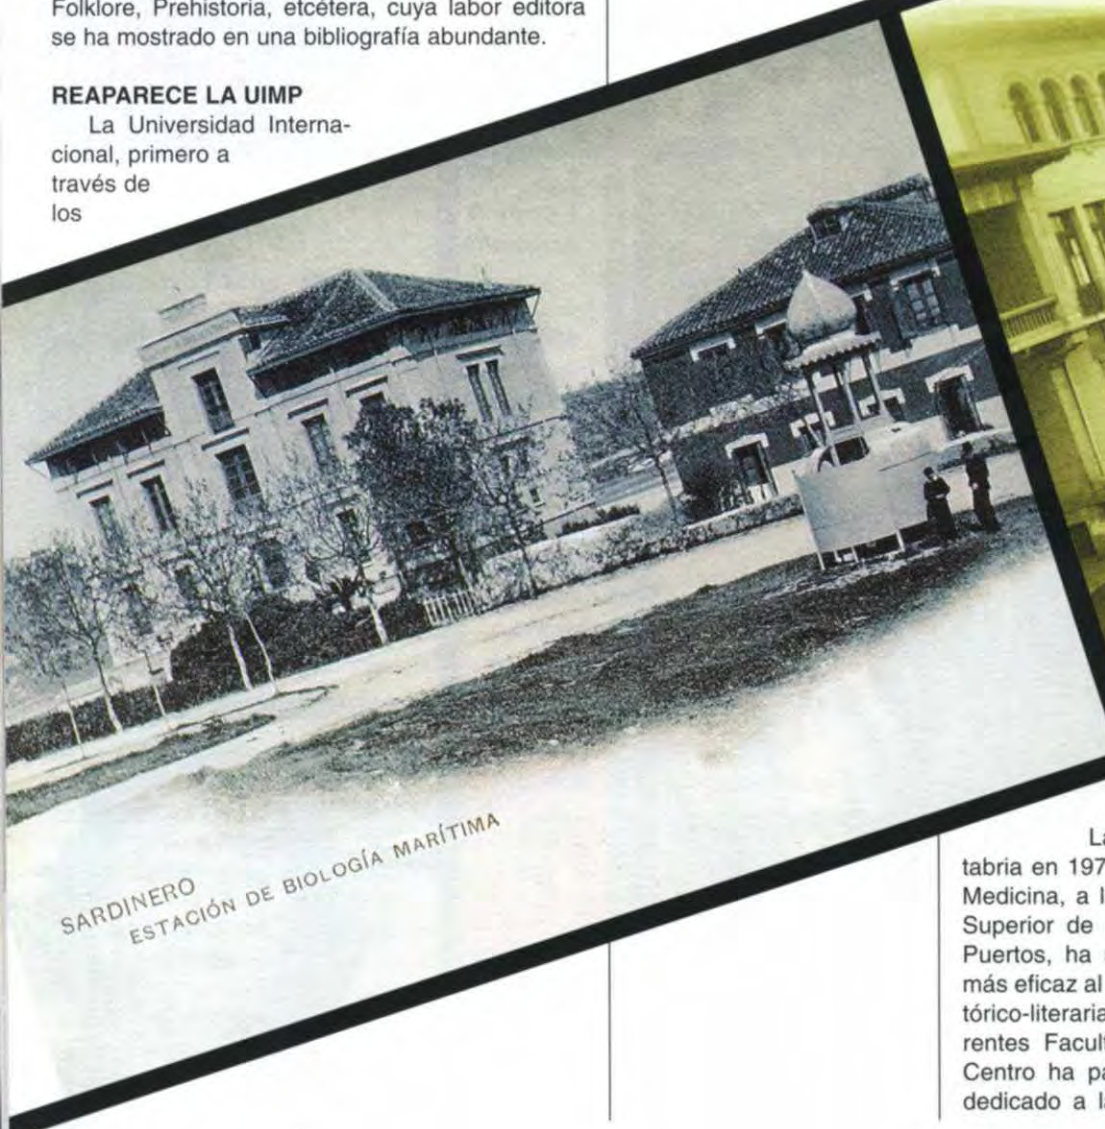 Folklore, Prehistoria, etcétera, cuya labor editora
se ha mostrado en una bibliografía abundante.
REAPARECE LA UIMP
La Universidad Interna-
cional, primero a
través de
los
SARDINERO
ESTACIÓN DE BIOLOGÍA MARÍTIMA
La
tabria en 197
Medicina, a l
Superior de
Puertos, ha
más eficaz al
tórico-literaria
rentes Facult
Centro ha pa
dedicado a la